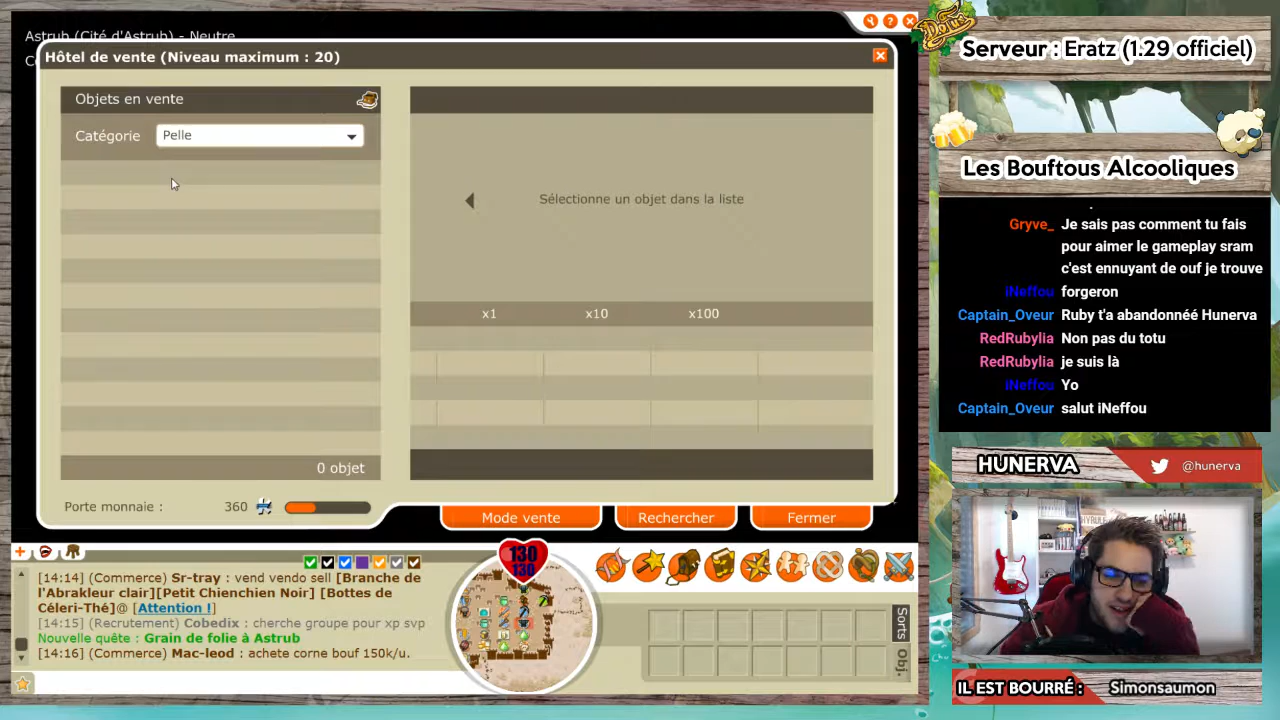 Astrub (Cité d'Astrub) - Neutre
Hôtel de vente (Niveau maximum : 20)
Objets en vente
Catégorie Pelle
Sélectionne un objet dans la liste
x1 x10 x100
0 objet
Porte monnaie : 360
Mode vente Rechercher Fermer
130
130
[14:14] (Commerce) Sr-tray : vend vendo sell [Branche de
l'Abrakleur clair][Petit Chienchien Noir] [Bottes de
Céleri-Thé]@ [Attention !]
[14:15] (Recrutement) Cobedix : cherche groupe pour xp svp
Nouvelle quête : Grain de folie à Astrub
[14:16] (Commerce) Mac-leod : achete corne bouf 150k/u.
Sorts
Obj.
DOFUS
Serveur : Eratz (1.29 officiel)
Les Bouftous Alcooliques
Gryve_ Je sais pas comment tu fais
pour aimer le gameplay sram
c'est ennuyant de ouf je trouve
iNeffou forgeron
Captain_Oveur Ruby t'a abandonnéé Hunerva
RedRubylia Non pas du totu
RedRubylia je suis là
iNeffou Yo
Captain_Oveur salut iNeffou
HUNERVA @hunerva
HYRULE
IL EST BOURRÉ : Simonsaumon